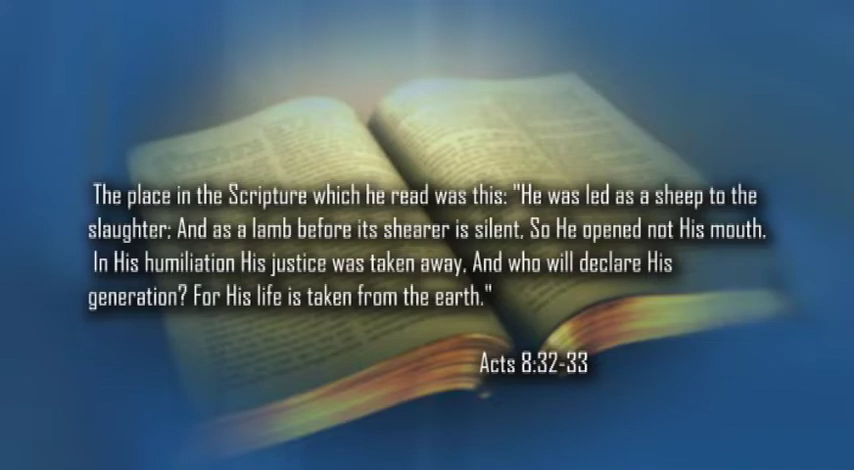 The place in the Scripture which he read was this: "He was led as a sheep to the
slaughter; And as a lamb before its shearer is silent, So He opened not His mouth.
In His humiliation His justice was taken away, And who will declare His
generation? For His life is taken from the earth."
Acts 8:32-33